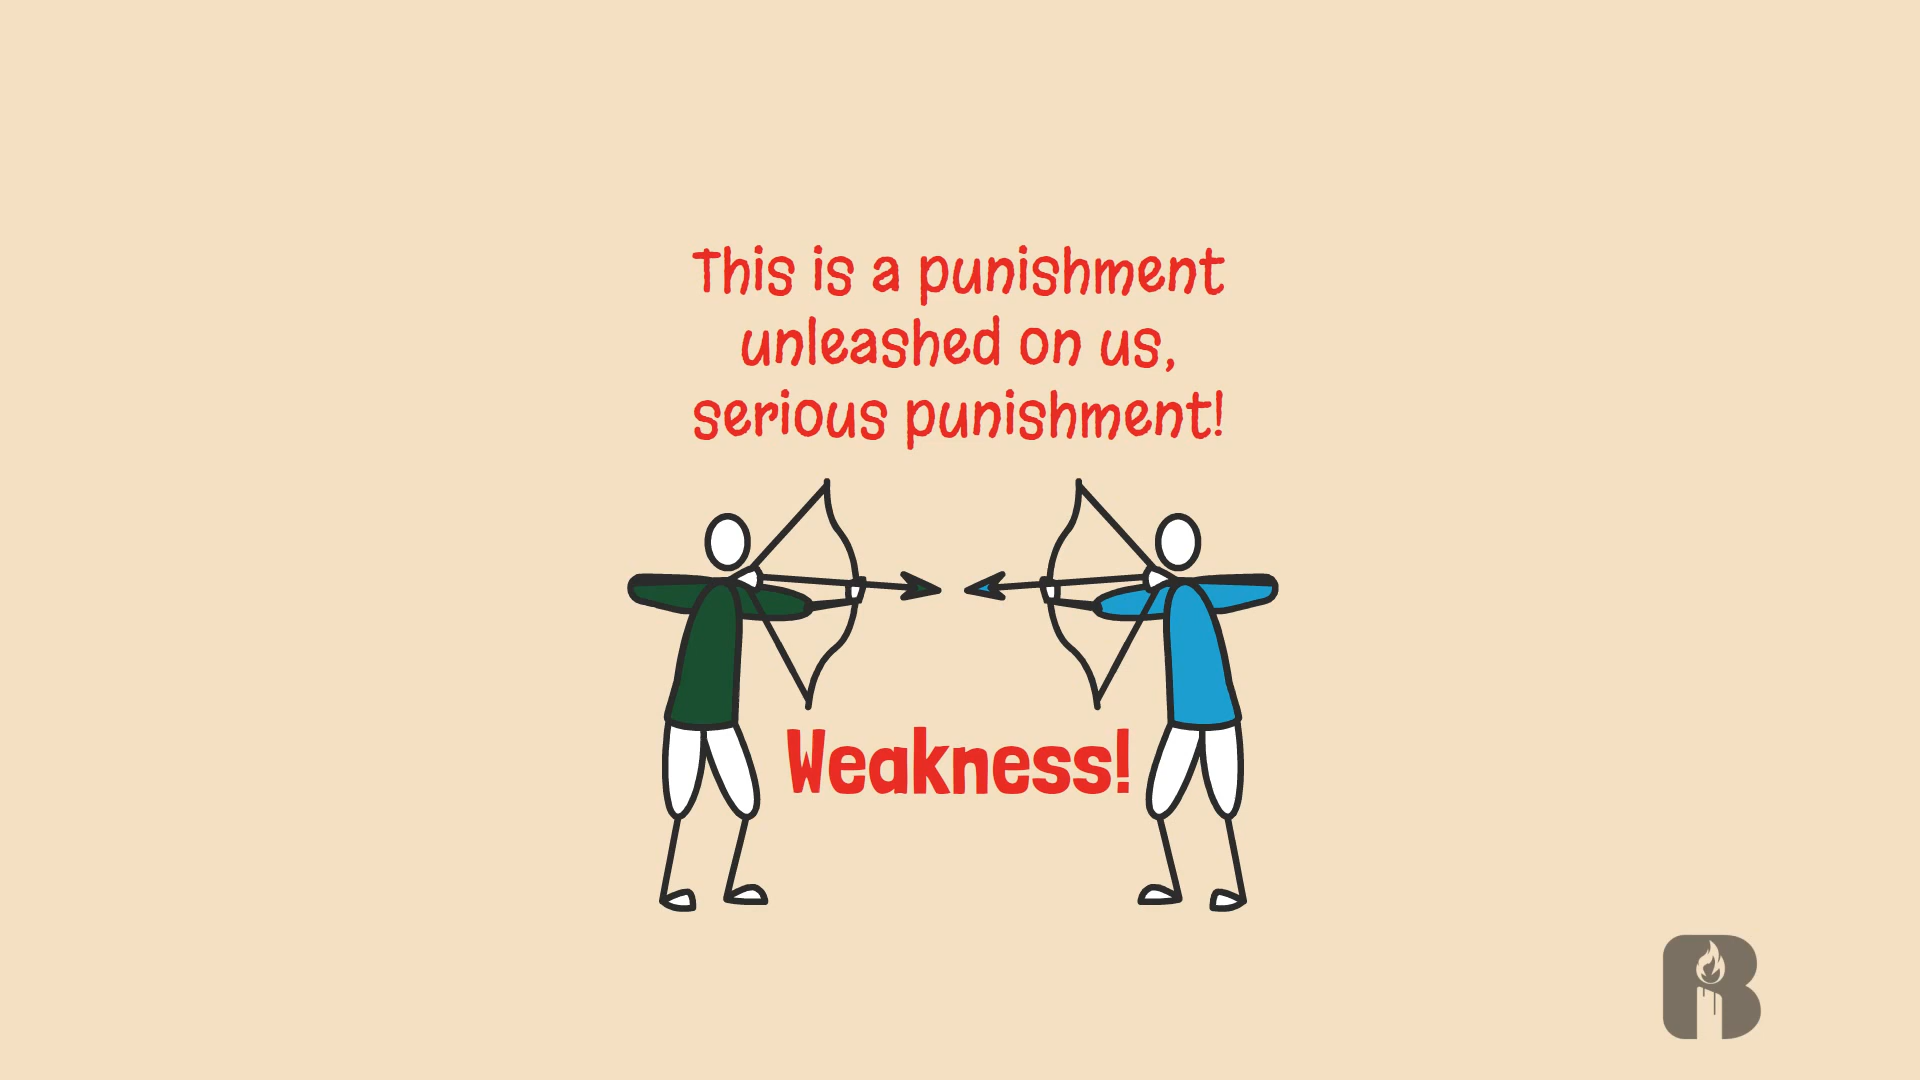 This is a punishment
unleashed on us,
serious punishment!
Weakness!
B